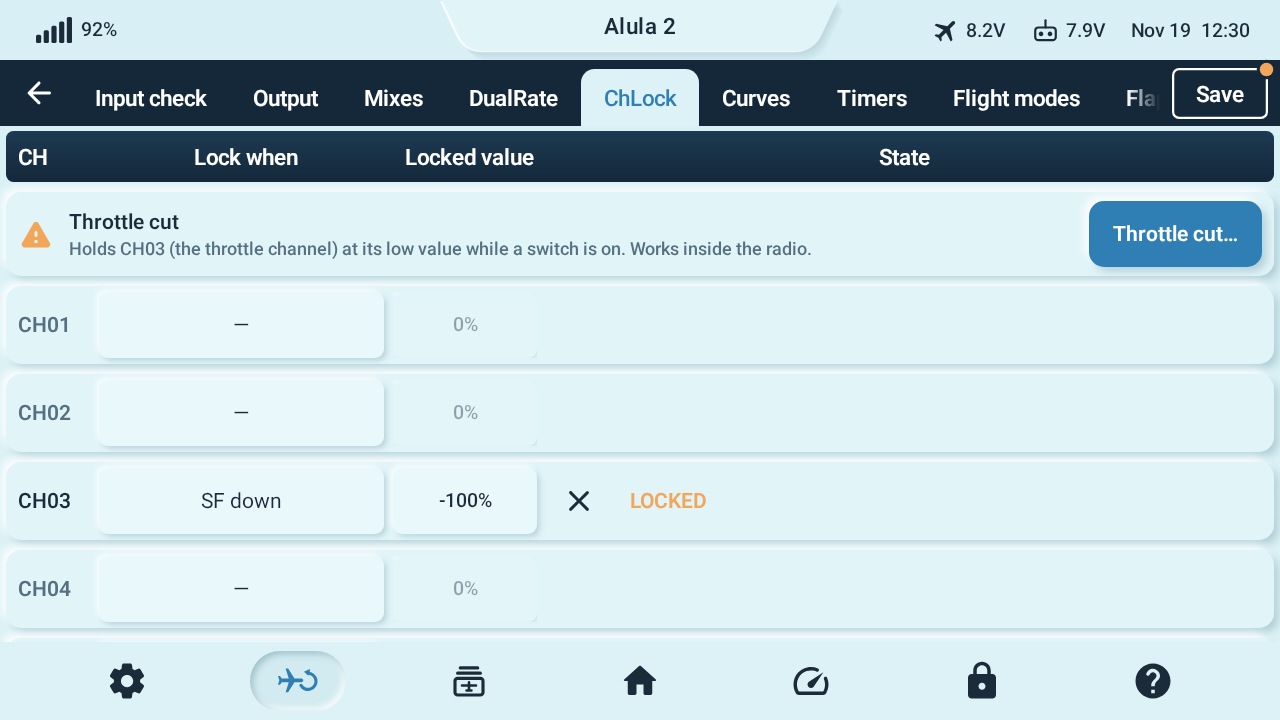 92%
Alula 2
8.2V
7.9V
Nov 19 12:30
Input check
Output
Mixes
DualRate
ChLock
Curves
Timers
Flight modes
Fla
Save
CH
Lock when
Locked value
State
Throttle cut
Holds CH03 (the throttle channel) at its low value while a switch is on. Works inside the radio.
Throttle cut...
CH01
—
0%
CH02
—
0%
CH03
SF down
-100%
LOCKED
CH04
—
0%